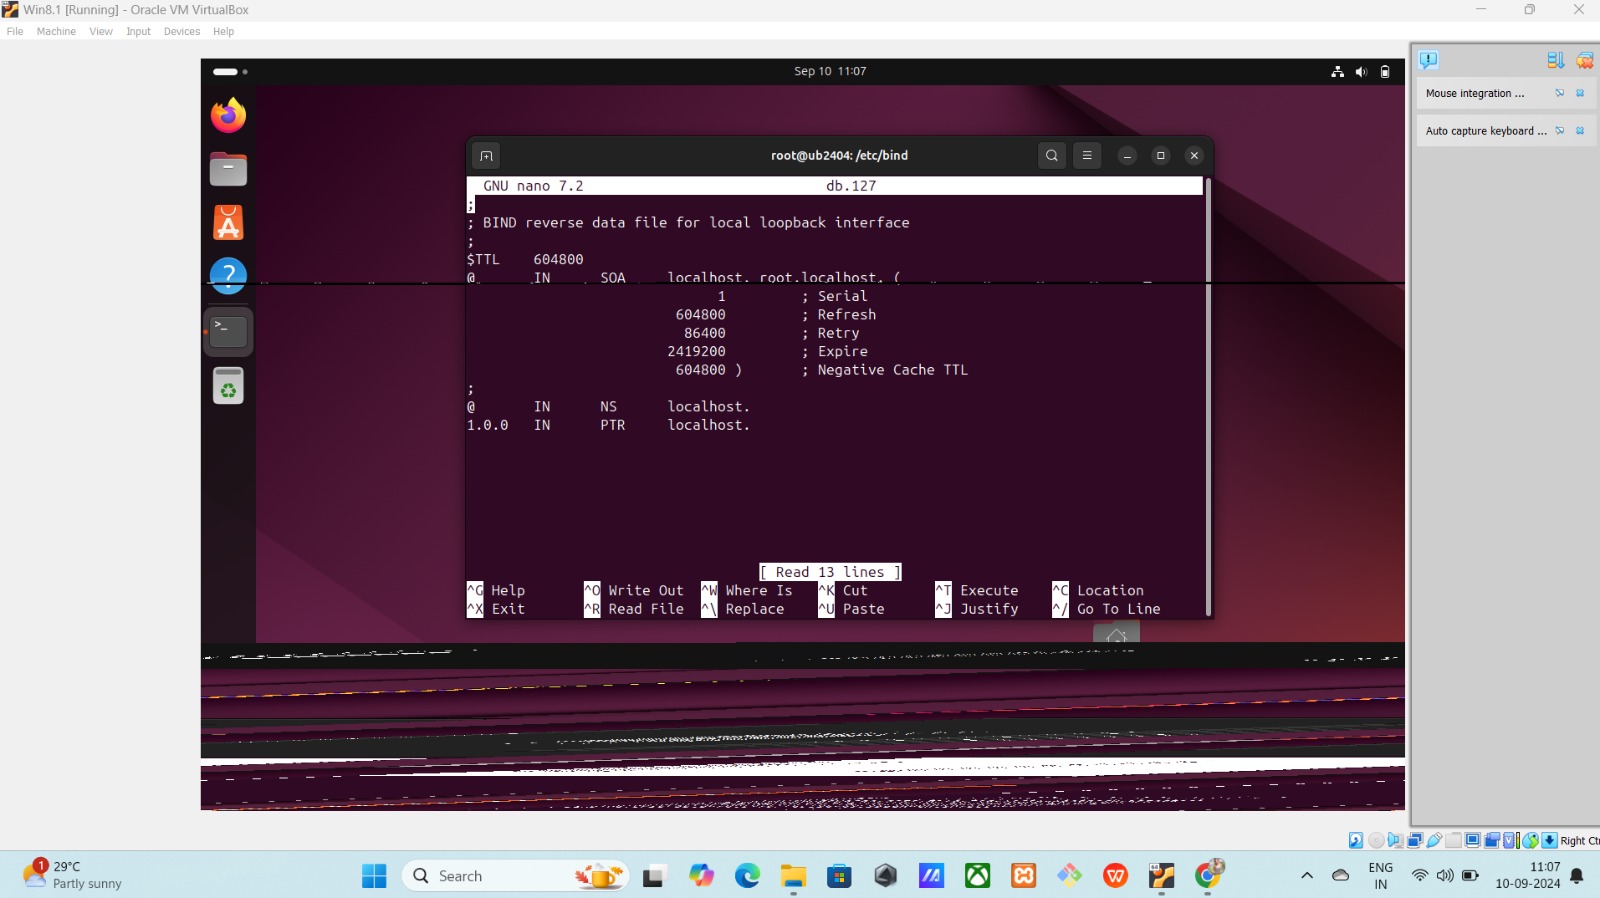 Win8.1 [Running] - Oracle VM VirtualBox
File Machine View Input Devices Help
Sep 10 11:07
Mouse integration ...
Auto capture keyboard ...
root@ub2404: /etc/bind
GNU nano 7.2 db.127
;
; BIND reverse data file for local loopback interface
;
$TTL 604800
@ IN SOA localhost. root.localhost. (
1 ; Serial
604800 ; Refresh
86400 ; Retry
2419200 ; Expire
604800 ) ; Negative Cache TTL
;
@ IN NS localhost.
1.0.0 IN PTR localhost.
[ Read 13 lines ]
^G Help ^O Write Out ^W Where Is ^K Cut ^T Execute ^C Location
^X Exit ^R Read File ^\ Replace ^U Paste ^J Justify ^/ Go To Line
Right Ctr
1
29°C
Partly sunny
Search
ENG
IN
11:07
10-09-2024